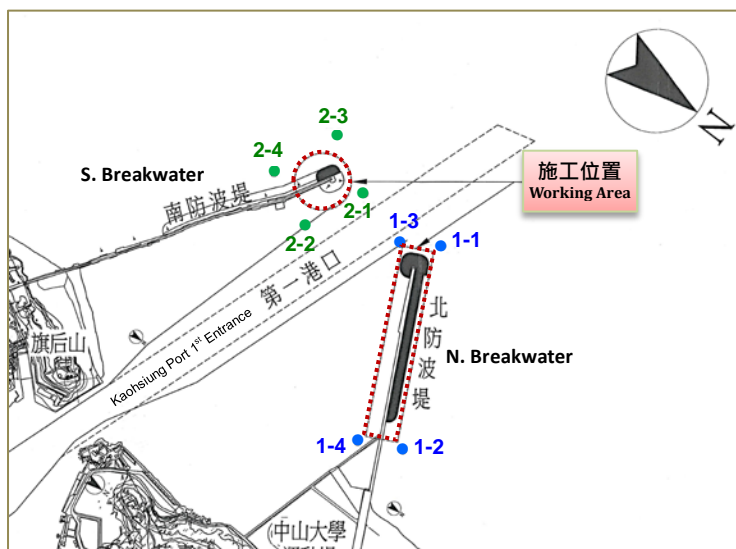 N
2-3
2-4
S. Breakwater
南防波堤
2-1
2-2
施工位置
Working Area
1-3
1-1
第一港口
Kaohsiung Port 1st Entrance
旗后山
北防波堤
N. Breakwater
1-4
1-2
中山大學